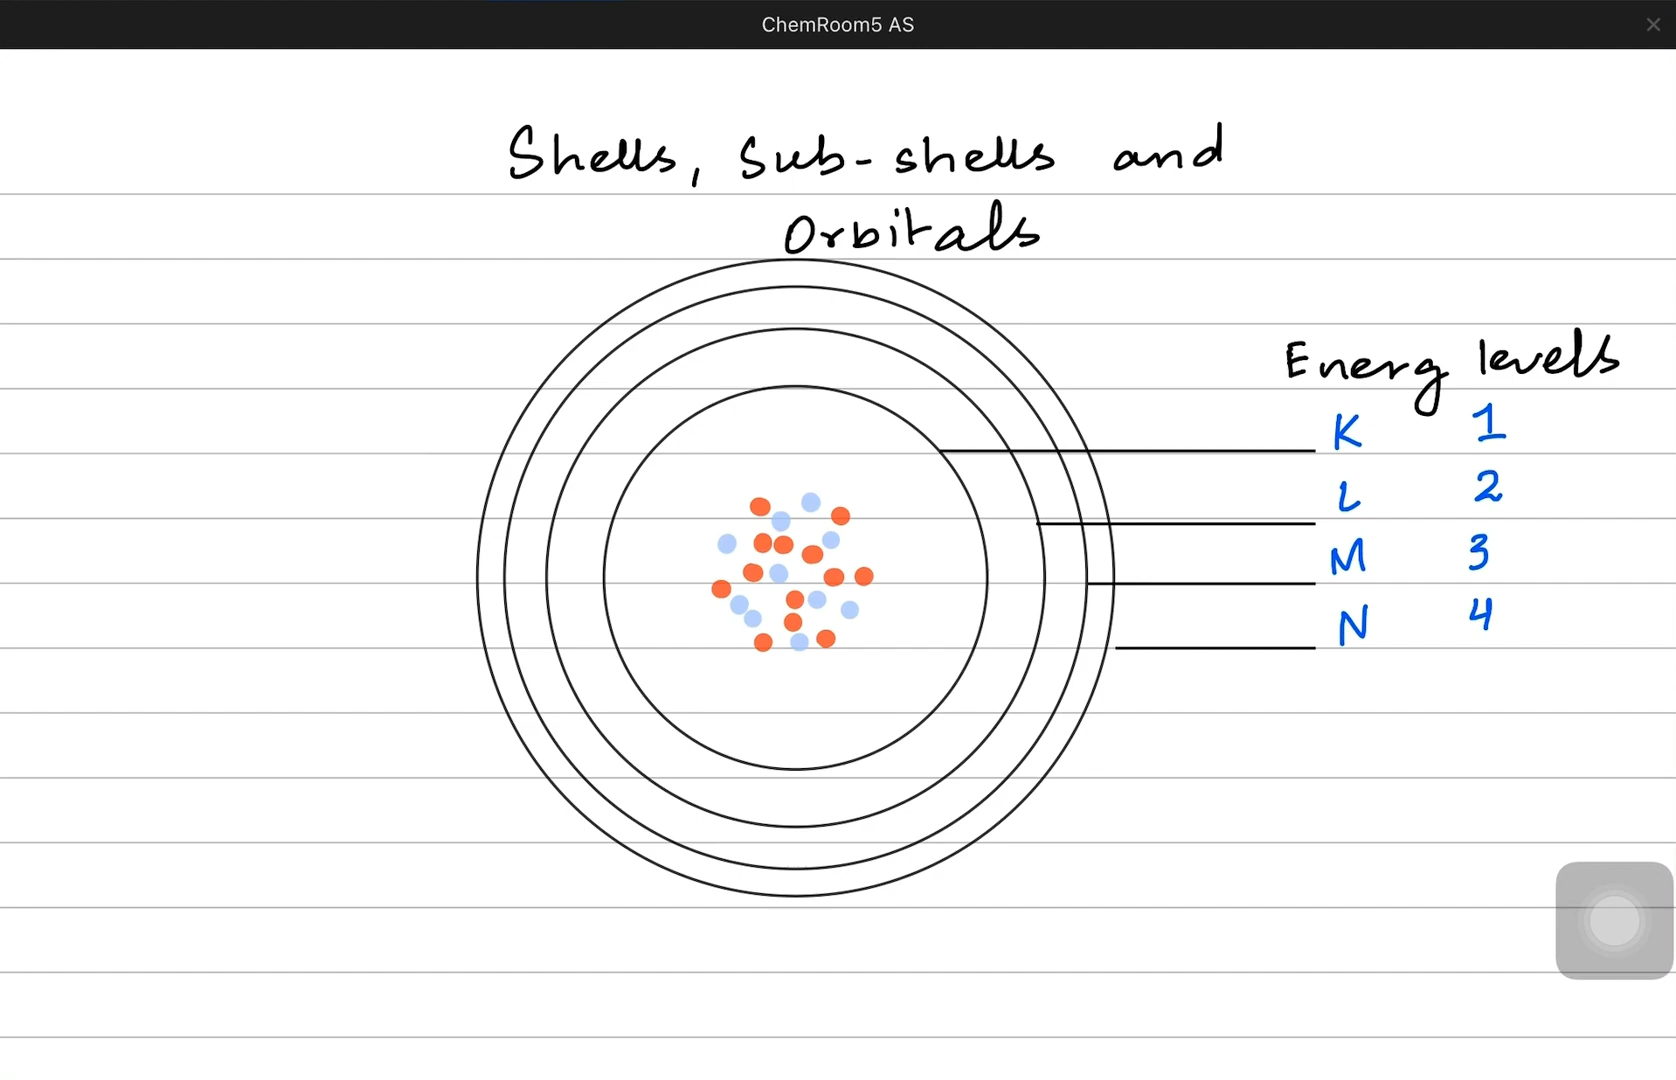 ChemRoom5 AS
Shells, Sub-shells and
Orbitals
Energ levels
K 1
L 2
M 3
N 4